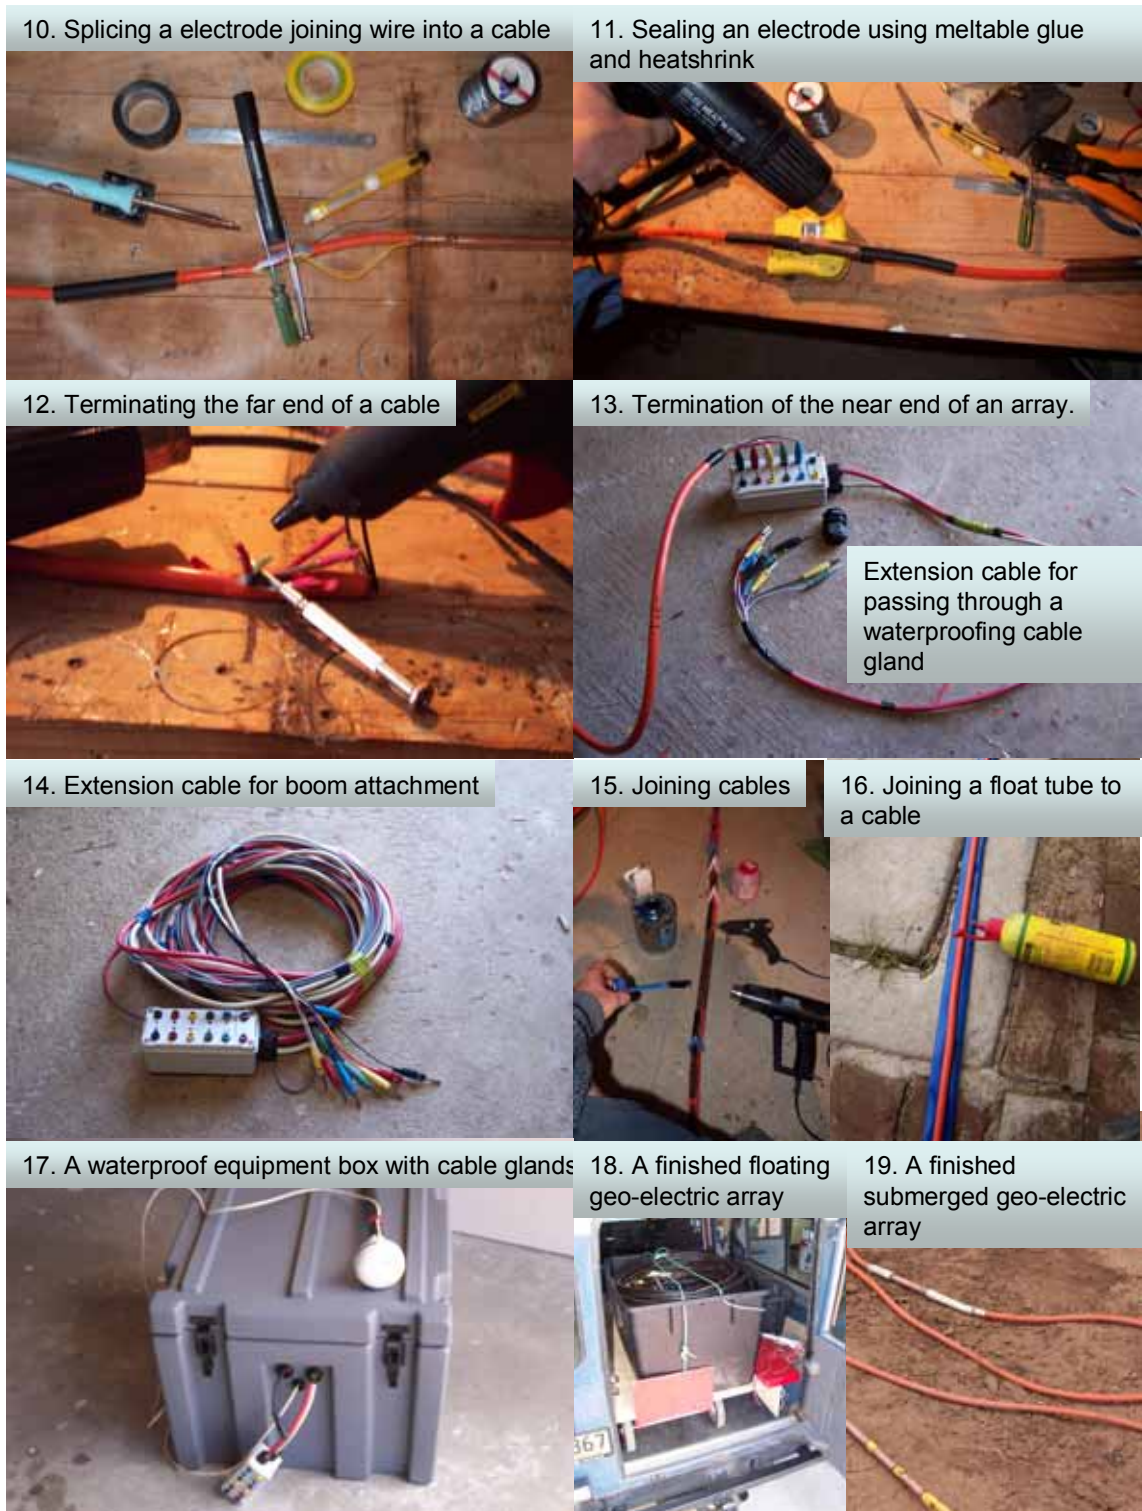 10. Splicing a electrode joining wire into a cable
11. Sealing an electrode using meltable glue
and heatshrink
12. Terminating the far end of a cable
13. Termination of the near end of an array.
Extension cable for
passing through a
waterproofing cable
gland
14. Extension cable for boom attachment
15. Joining cables
16. Joining a float tube to
a cable
17. A waterproof equipment box with cable glands
18. A finished floating
geo-electric array
367
19. A finished
submerged geo-electric
array